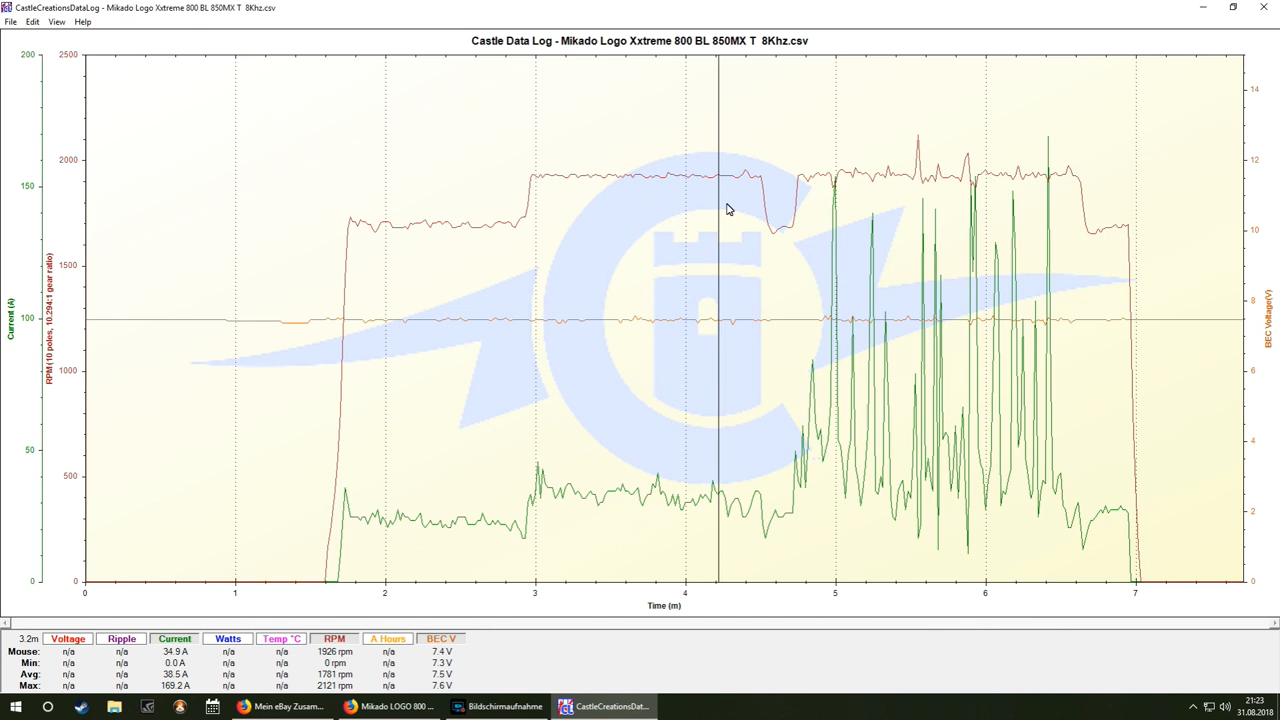 CastleCreationsDataLog - Mikado Logo Xxtreme 800 BL 850MX T 8Khz.csv
File Edit View Help
Castle Data Log - Mikado Logo Xxtreme 800 BL 850MX T 8Khz.csv
200 2500
14
2000 12
150
10
1500
100 8
Current (A)
RPM (10 poles, 10.294:1 gear ratio)
BEC Voltage(V)
1000 6
50 4
500
2
0 0 0
0 1 2 3 4 5 6 7
Time (m)
3.2m Voltage Ripple Current Watts Temp °C RPM A Hours BEC V
Mouse: n/a n/a 34.9 A n/a n/a 1926 rpm n/a 7.4 V
Min: n/a n/a 0.0 A n/a n/a 0 rpm n/a 7.3 V
Avg: n/a n/a 38.5 A n/a n/a 1781 rpm n/a 7.5 V
Max: n/a n/a 169.2 A n/a n/a 2121 rpm n/a 7.6 V
Mein eBay Zusam... Mikado LOGO 800 ... Bildschirmaufnahme CastleCreationsDat...
21:23
31.08.2018